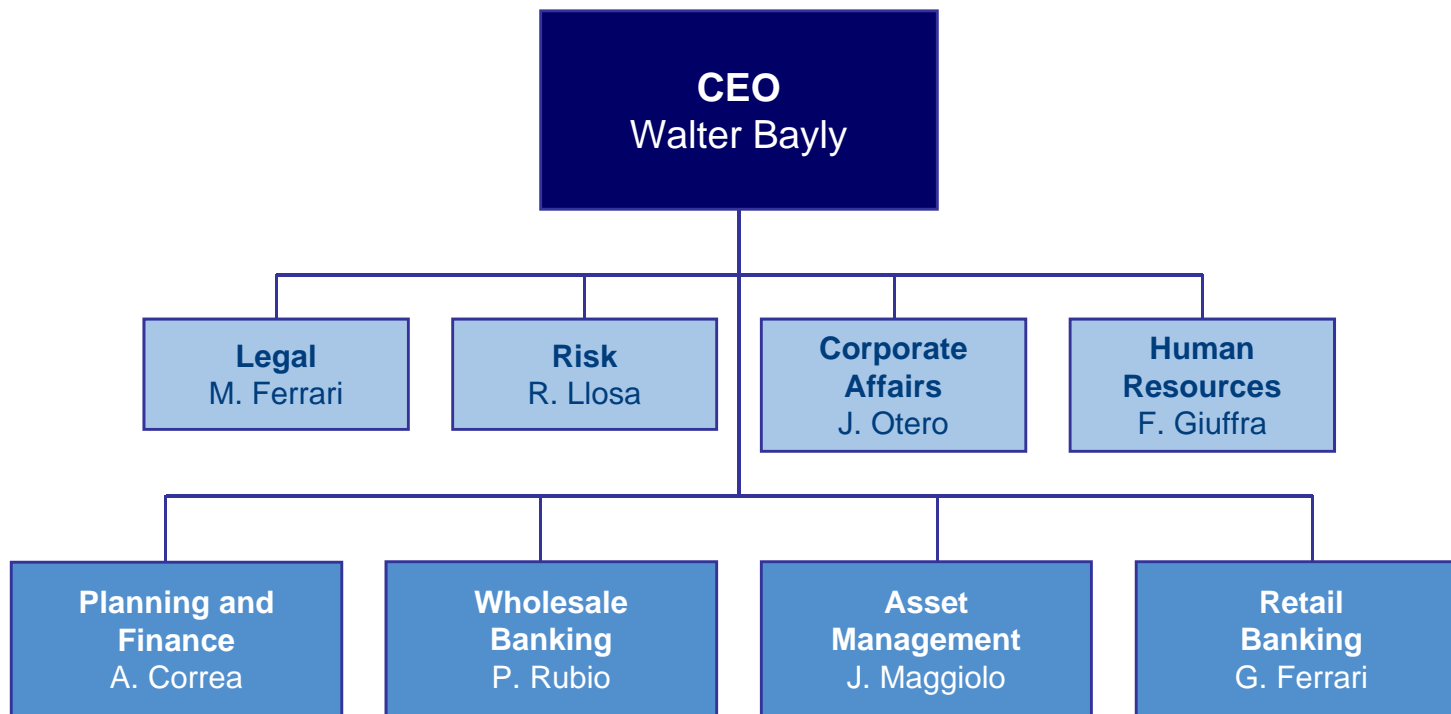 CEO
Walter Bayly
Legal
M. Ferrari
Risk
R. Llosa
Corporate
Affairs
J. Otero
Human
Resources
F. Giuffra
Planning and
Finance
A. Correa
Wholesale
Banking
P. Rubio
Asset
Management
J. Maggiolo
Retail
Banking
G. Ferrari